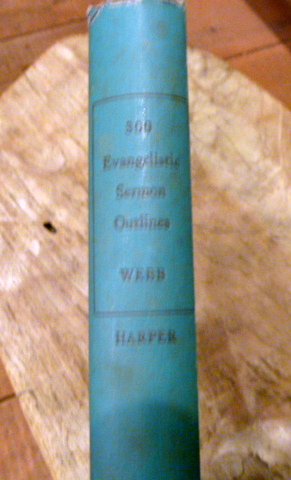 300
Evangelistic
Sermon
Outlines
WEBB
HARPER